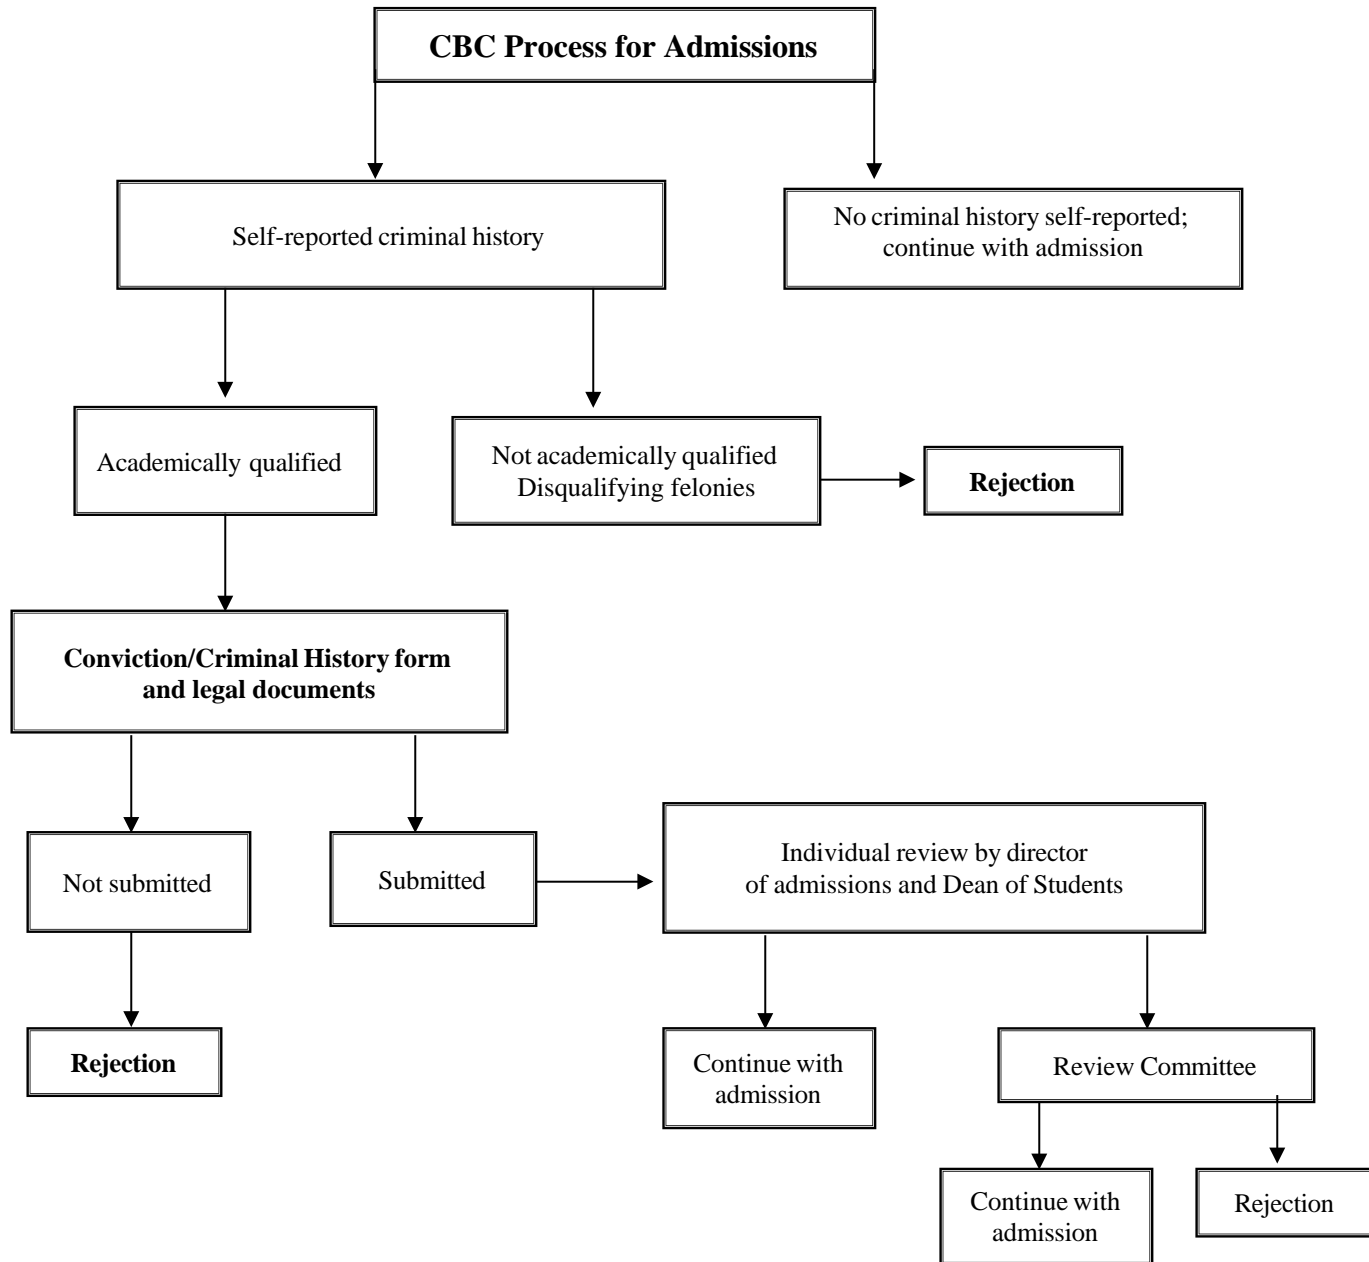 CBC Process for Admissions
Self-reported criminal history
No criminal history self-reported;
continue with admission
Academically qualified
Not academically qualified
Disqualifying felonies
Rejection
Conviction/Criminal History form
and legal documents
Not submitted
Submitted
Individual review by director
of admissions and Dean of Students
Rejection
Continue with
admission
Review Committee
Continue with
admission
Rejection